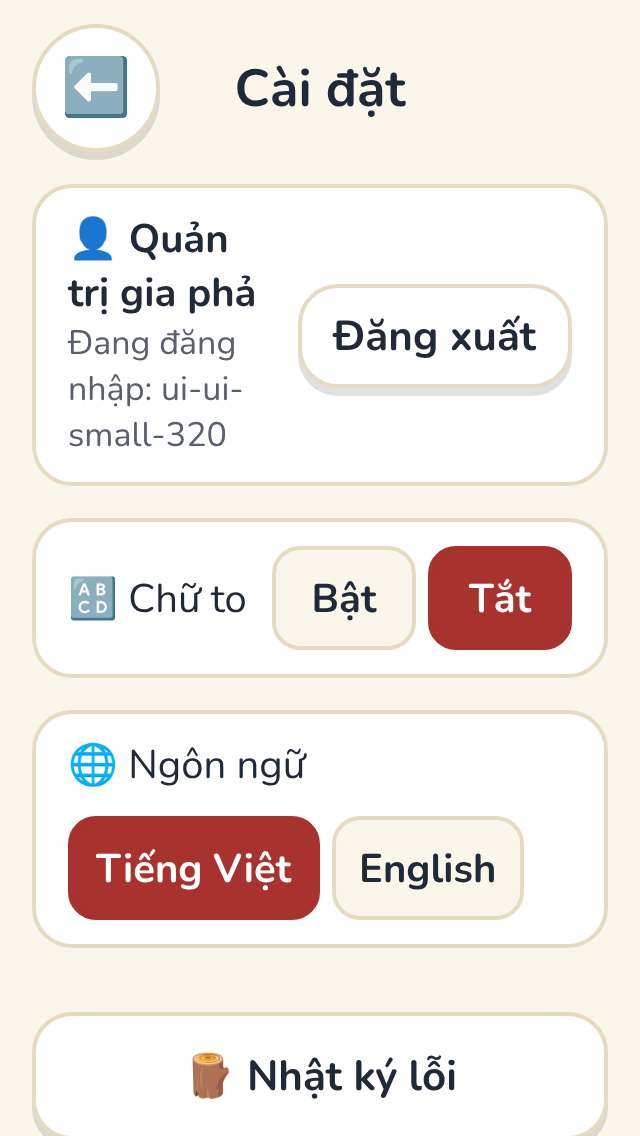 Cài đặt
Quản
trị gia phả
Đang đăng
nhập: ui-ui-
small-320
Đăng xuất
Chữ to
Bật
Tắt
Ngôn ngữ
Tiếng Việt
English
Nhật ký lỗi